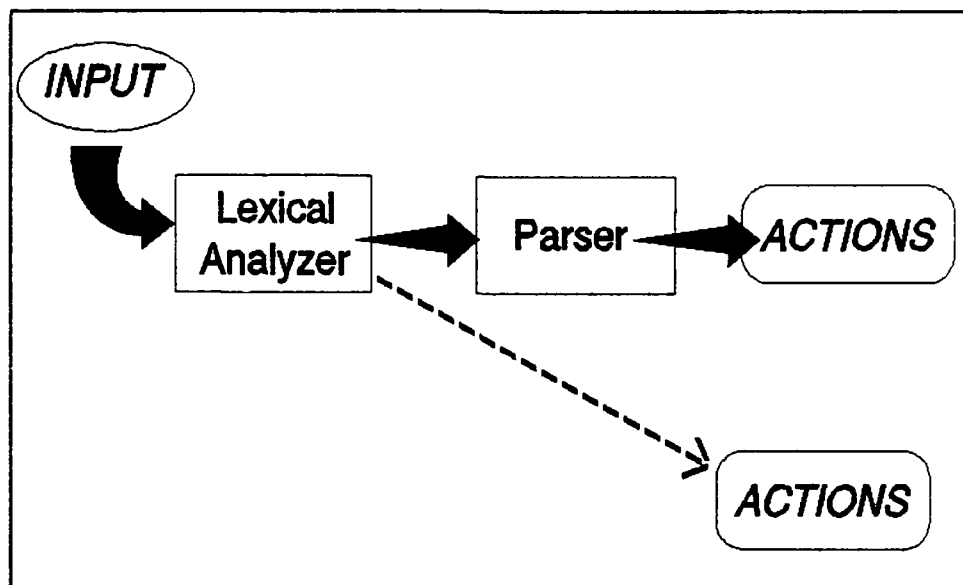 INPUT
Lexical
Analyzer
Parser
ACTIONS
ACTIONS